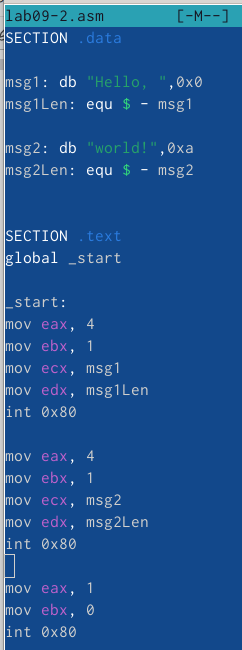 lab09-2.asm [-M--]
SECTION .data
msg1: db "Hello, ",0x0
msg1Len: equ $ - msg1
msg2: db "world!",0xa
msg2Len: equ $ - msg2
SECTION .text
global _start
_start:
mov eax, 4
mov ebx, 1
mov ecx, msg1
mov edx, msg1Len
int 0x80
mov eax, 4
mov ebx, 1
mov ecx, msg2
mov edx, msg2Len
int 0x80
mov eax, 1
mov ebx, 0
int 0x80